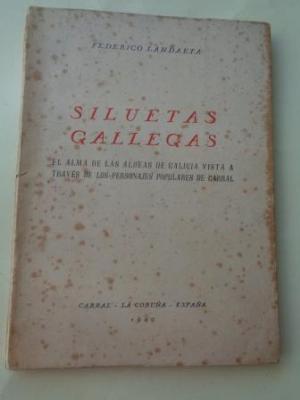 FEDERICO LANDAETA
SILUETAS
GALLEGAS
EL ALMA DE LAS ALDEAS DE GALICIA VISTA A
TRAVÉS DE LOS PERSONAJES POPULARES DE CARRAL
CARRAL - LA CORUÑA - ESPAÑA